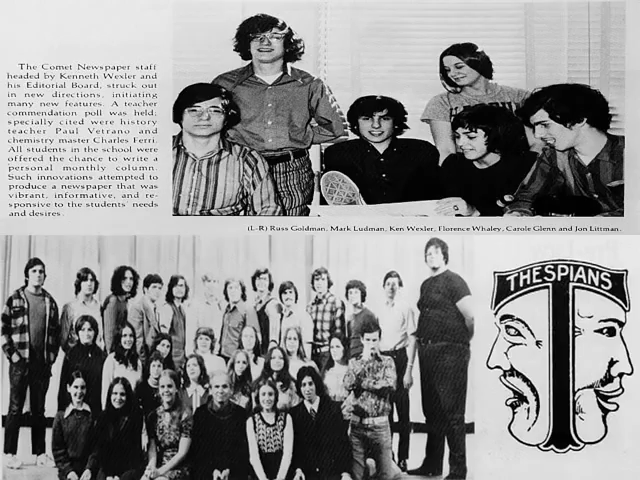 The Comet Newspaper staff
headed by Kenneth Wexler and
his Editorial Board, struck out
in new directions, initiating
many new features. A teacher
commendation poll was held;
specially cited were history
teacher Paul Vetrano and
chemistry master Charles Ferri.
All students in the school were
offered the chance to write a
personal monthly column.
Such innovations attempted to
produce a newspaper that was
vibrant, informative, and re-
sponsive to the students' needs
and desires.
(L-R) Russ Goldman, Mark Ludman, Ken Wexler, Florence Whaley, Carole Glenn and Jon Littman.
THESPIANS